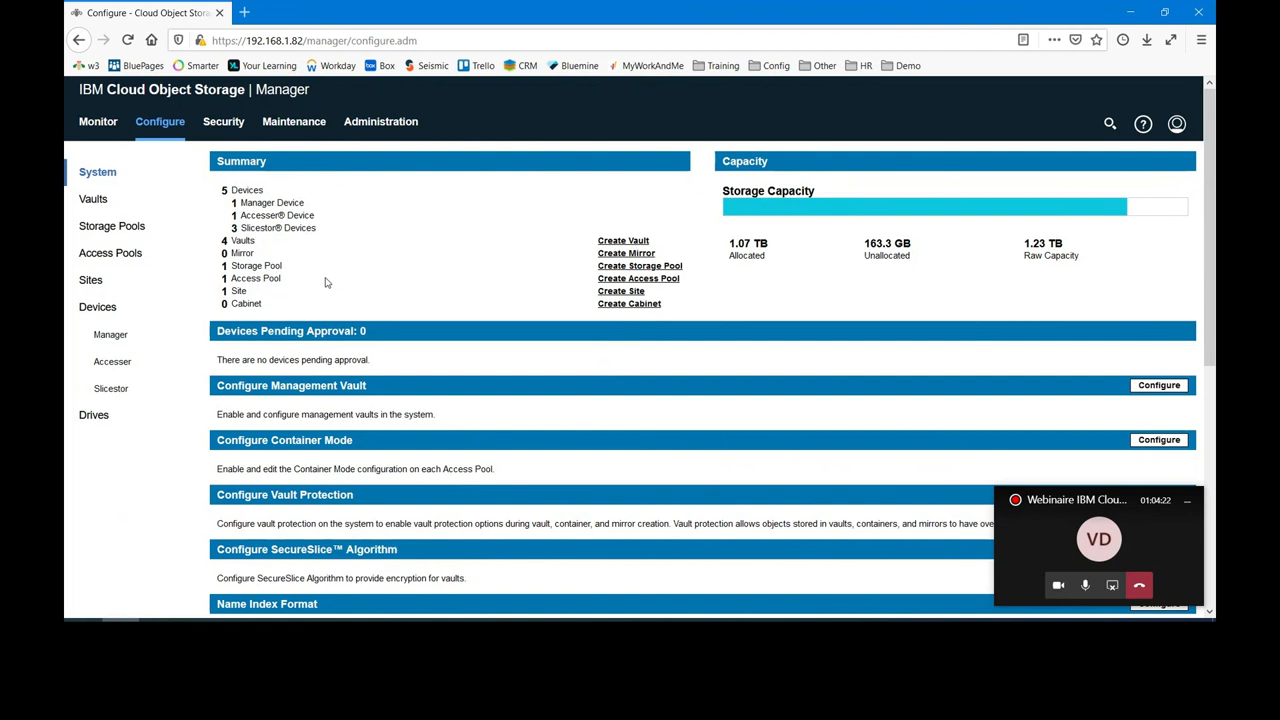 Configure - Cloud Object Stora
https://192.168.1.82/manager/configure.adm
w3 BluePages Smarter Your Learning Workday Box Seismic Trello CRM Bluemine MyWorkAndMe Training Config Other HR Demo
IBM Cloud Object Storage | Manager
Monitor Configure Security Maintenance Administration
System
Vaults
Storage Pools
Access Pools
Sites
Devices
Manager
Accesser
Slicestor
Drives
Summary
5 Devices
1 Manager Device
1 Accesser® Device
3 Slicestor® Devices
4 Vaults Create Vault
0 Mirror Create Mirror
1 Storage Pool Create Storage Pool
1 Access Pool Create Access Pool
1 Site Create Site
0 Cabinet Create Cabinet
Capacity
Storage Capacity
1.07 TB 163.3 GB 1.23 TB
Allocated Unallocated Raw Capacity
Devices Pending Approval: 0
There are no devices pending approval.
Configure Management Vault Configure
Enable and configure management vaults in the system.
Configure Container Mode Configure
Enable and edit the Container Mode configuration on each Access Pool.
Configure Vault Protection
Configure vault protection on the system to enable vault protection options during vault, container, and mirror creation. Vault protection allows objects stored in vaults, containers, and mirrors to have ove
Configure SecureSlice™ Algorithm
Configure SecureSlice Algorithm to provide encryption for vaults.
Name Index Format
Webinaire IBM Clou... 01:04:22
VD